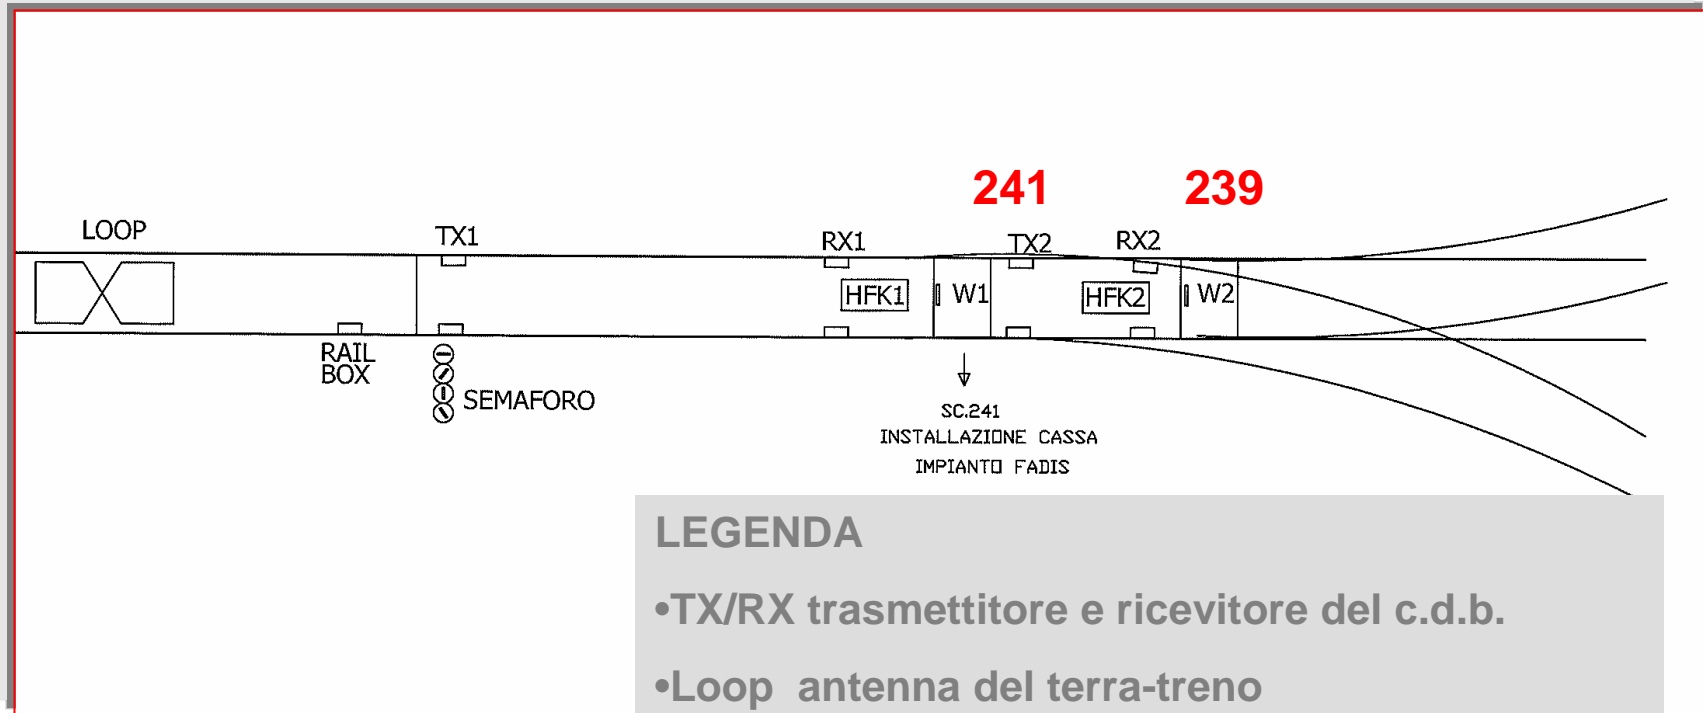 241 239
LOOP TX1 RX1 TX2 RX2
HFK1 W1 HFK2 W2
RAIL
BOX
SEMAFORO
SC.241
INSTALLAZIONE CASSA
IMPIANTO FADIS
LEGENDA
•TX/RX trasmettitore e ricevitore del c.d.b.
•Loop antenna del terra-treno